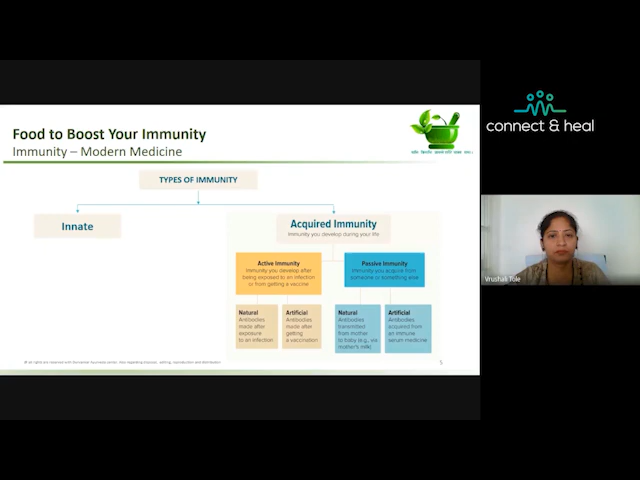 Food to Boost Your Immunity
Immunity – Modern Medicine
TYPES OF IMMUNITY
Innate
Acquired Immunity
Immunity you develop during your life
Active Immunity
Immunity you develop after
being exposed to an infection
or from getting a vaccine
Passive Immunity
Immunity you acquire from
someone or something else
Natural
Antibodies
made after
exposure
to an infection
Artificial
Antibodies
made after
getting
a vaccination
Natural
Antibodies
transmitted
from mother
to baby (e.g., via
mother's milk)
Artificial
Antibodies
acquired from
an immune
serum medicine
5
connect & heal
Vrushali Tole